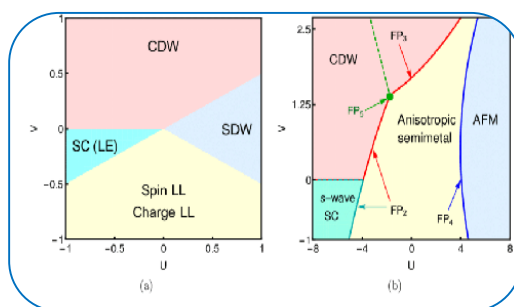 CDW
SC (LE)
SDW
Spin LL
Charge LL
V
1
0.5
0
−0.5
−1
−1
−0.5
0
0.5
1
U
(a)
CDW
FP3
FP5
Anisotropic
semimetal
AFM
s-wave
SC
FP2
FP4
V
2.5
1.25
0
−1
−8
−4
0
4
8
U
(b)